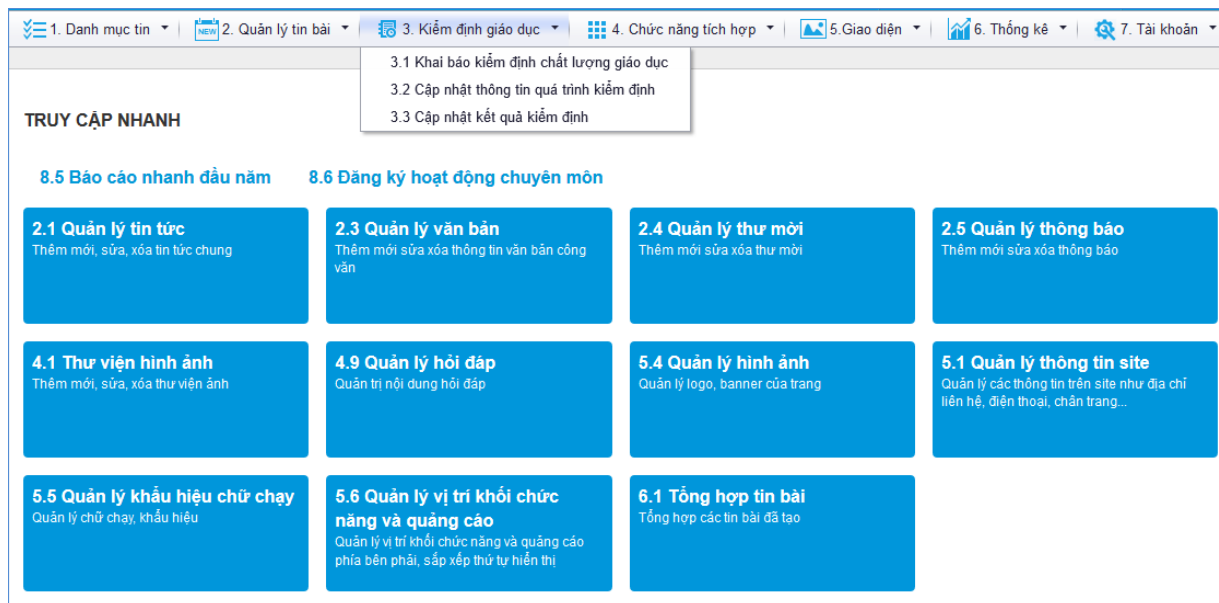 1. Danh mục tin
NEW
2. Quản lý tin bài
3. Kiểm định giáo dục
4. Chức năng tích hợp
5.Giao diện
6. Thống kê
7. Tài khoản
3.1 Khai báo kiểm định chất lượng giáo dục
3.2 Cập nhật thông tin quá trình kiểm định
3.3 Cập nhật kết quả kiểm định
TRUY CẬP NHANH
8.5 Báo cáo nhanh đầu năm
8.6 Đăng ký hoạt động chuyên môn
2.1 Quản lý tin tức
Thêm mới, sửa, xóa tin tức chung
2.3 Quản lý văn bản
Thêm mới sửa xóa thông tin văn bản công
văn
2.4 Quản lý thư mời
Thêm mới sửa xóa thư mời
2.5 Quản lý thông báo
Thêm mới sửa xóa thông báo
4.1 Thư viện hình ảnh
Thêm mới, sửa, xóa thư viện ảnh
4.9 Quản lý hỏi đáp
Quản trị nội dung hỏi đáp
5.4 Quản lý hình ảnh
Quản lý logo, banner của trang
5.1 Quản lý thông tin site
Quản lý các thông tin trên site như địa chỉ
liên hệ, điện thoại, chân trang...
5.5 Quản lý khẩu hiệu chữ chạy
Quản lý chữ chạy, khẩu hiệu
5.6 Quản lý vị trí khối chức
năng và quảng cáo
Quản lý vị trí khối chức năng và quảng cáo
phía bên phải, sắp xếp thứ tự hiển thị
6.1 Tổng hợp tin bài
Tổng hợp các tin bài đã tạo